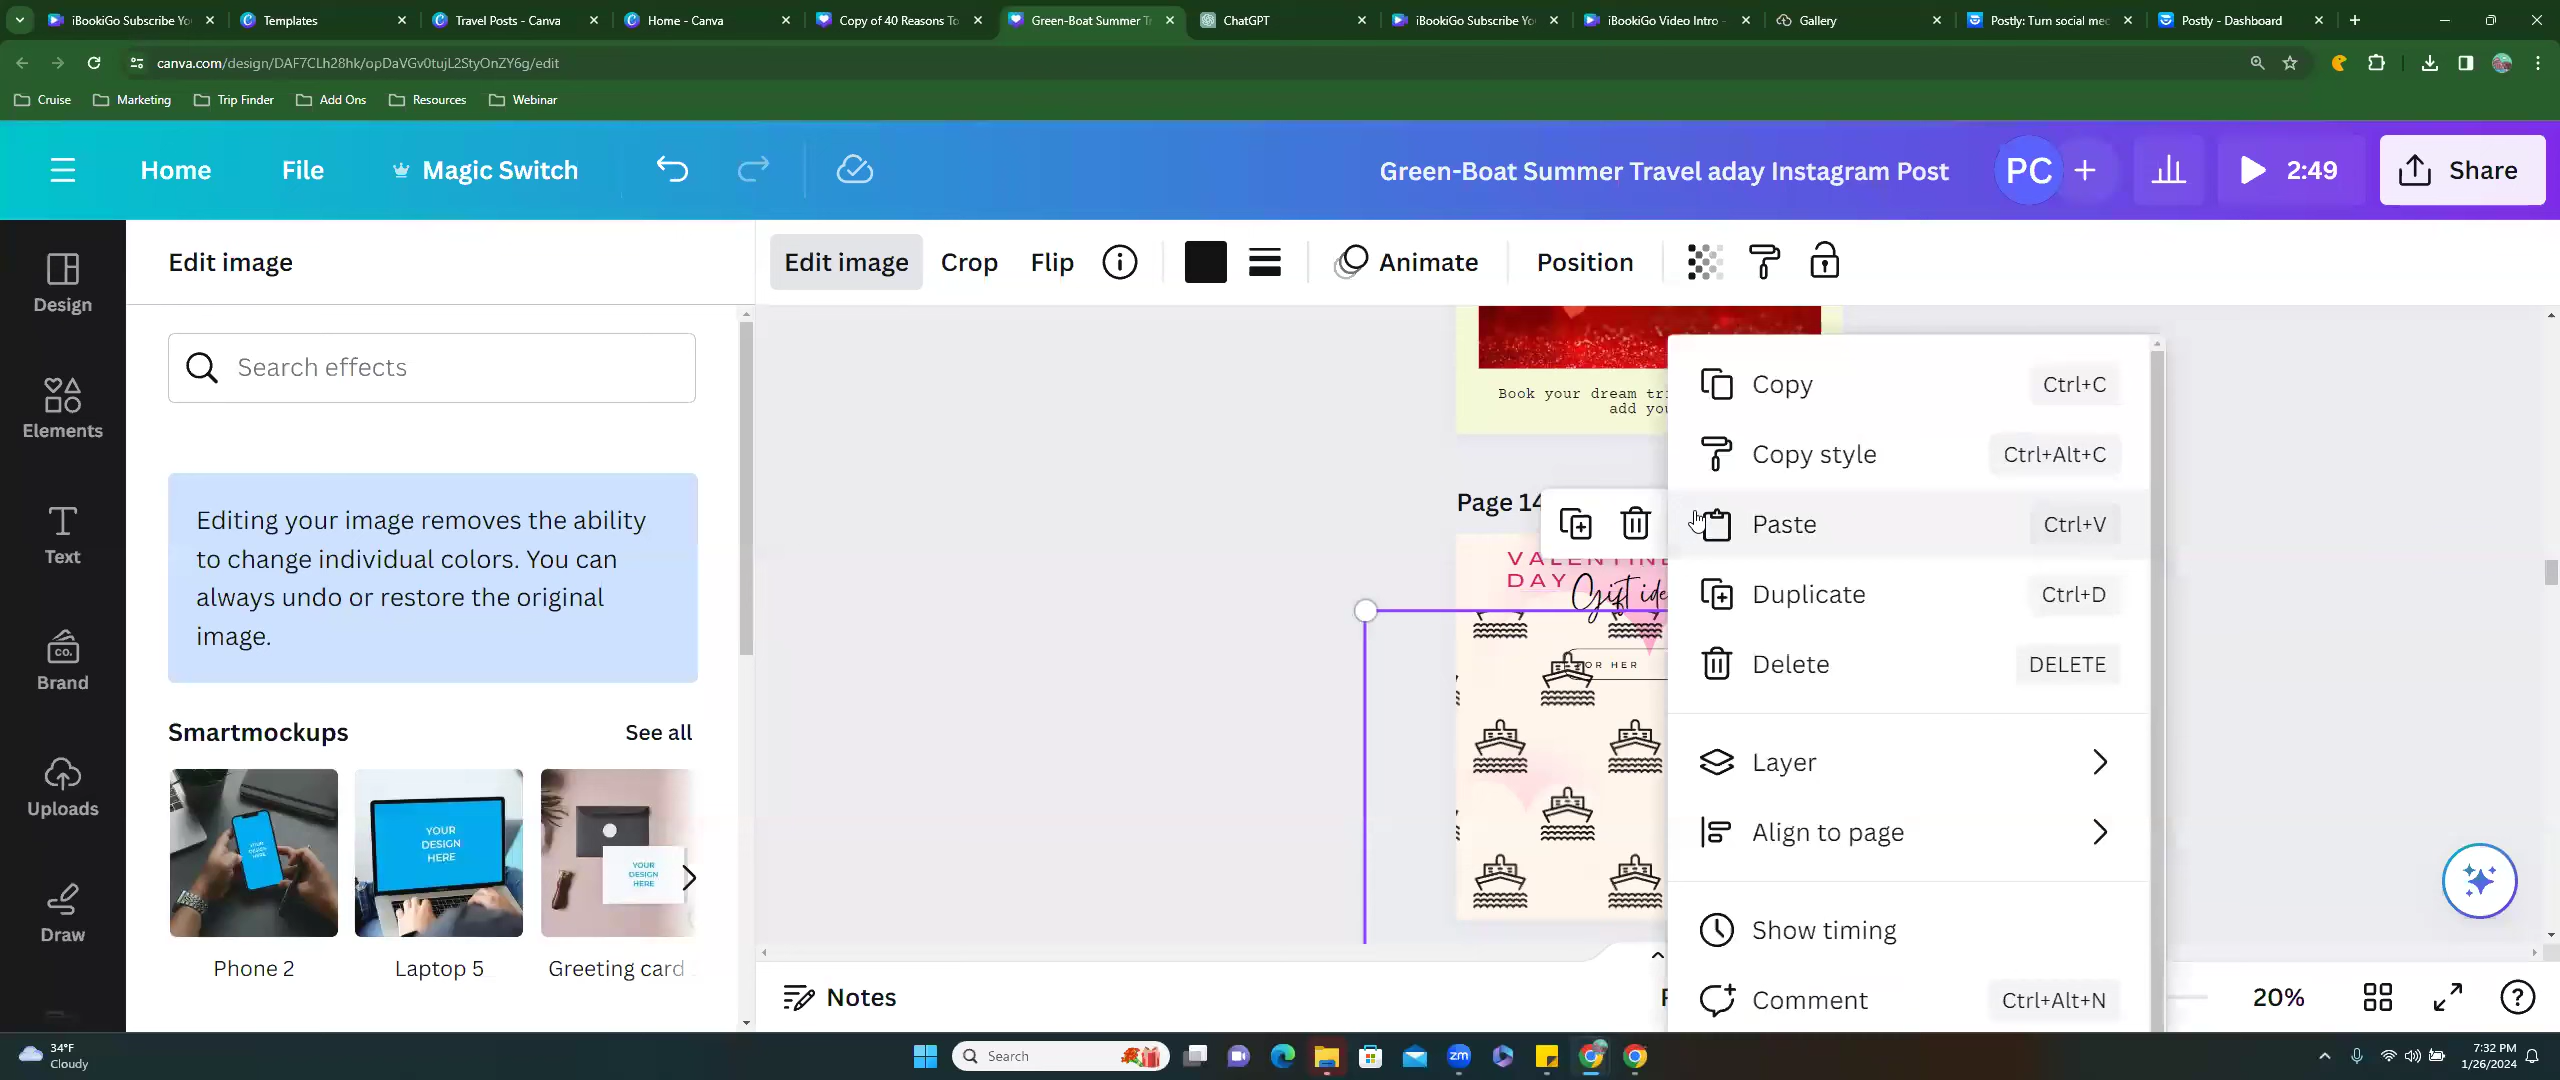 iBookiGo Subscribe Yo
Templates
Travel Posts - Canva
Home - Canva
Copy of 40 Reasons To
Green-Boat Summer Tr
ChatGPT
iBookiGo Subscribe Yo
iBookiGo Video Intro -
Gallery
Postly: Turn social med
Postly - Dashboard
canva.com/design/DAF7CLh28hk/opDaVGv0tujL2StyOnZY6g/edit
Cruise
Marketing
Trip Finder
Add Ons
Resources
Webinar
Home
File
Magic Switch
Green-Boat Summer Travel aday Instagram Post
PC
2:49
Share
Design
Elements
Text
Brand
Uploads
Draw
Edit image
Search effects
Editing your image removes the ability
to change individual colors. You can
always undo or restore the original
image.
Smartmockups
See all
YOUR
DESIGN
HERE
YOUR
DESIGN
HERE
YOUR
DESIGN
HERE
Phone 2
Laptop 5
Greeting card
Edit image
Crop
Flip
Animate
Position
Book your dream tr
add you
Page 14
VALENTINE
DAY
Gift ide
FOR HER
Copy Ctrl+C
Copy style Ctrl+Alt+C
Paste Ctrl+V
Duplicate Ctrl+D
Delete DELETE
Layer
Align to page
Show timing
Comment Ctrl+Alt+N
Notes
20%
34°F
Cloudy
Search
7:32 PM
1/26/2024